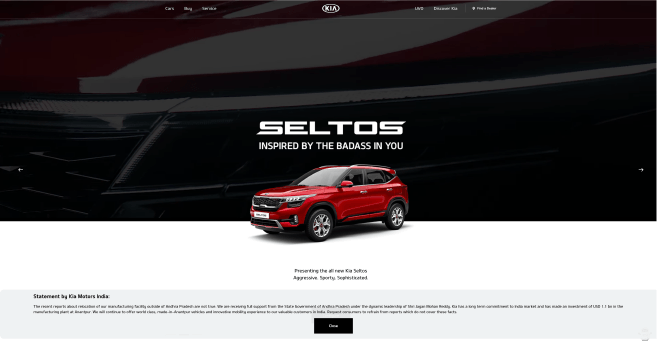 Cars Buy Service KIA UVO Discover Kia Find a Dealer
SELTOS
INSPIRED BY THE BADASS IN YOU
Presenting the all new Kia Seltos
Aggressive. Sporty. Sophisticated.
Statement by Kia Motors India:
The recent reports about relocation of our manufacturing facility outside of Andhra Pradesh are not true. We are receiving full support from the State Government of Andhra Pradesh under the dynamic leadership of Shri Jagan Mohan Reddy. Kia has a long term commitment to India market and has made an investment of USD 1.1 bn in the
manufacturing plant at Anantpur. We will continue to offer world class, made-in-Anantpur vehicles and innovative mobility experience to our valuable customers in India. Request consumers to refrain from reports which do not cover these facts.
Close